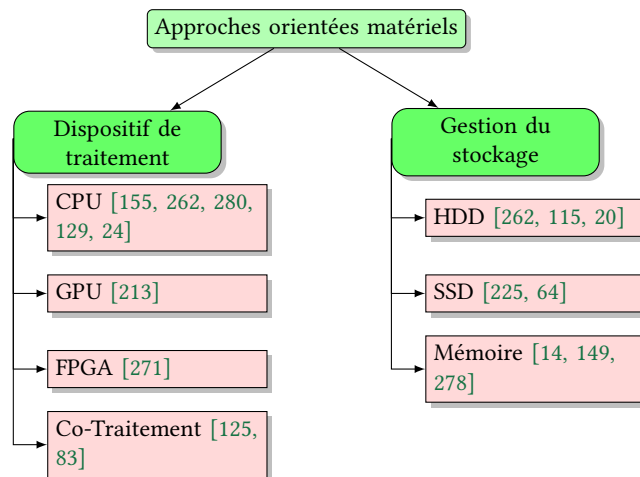 Approches orientées matériels
Dispositif de
traitement
CPU [155, 262, 280,
129, 24]
GPU [213]
FPGA [271]
Co-Traitement [125,
83]
Gestion du
stockage
HDD [262, 115, 20]
SSD [225, 64]
Mémoire [14, 149,
278]